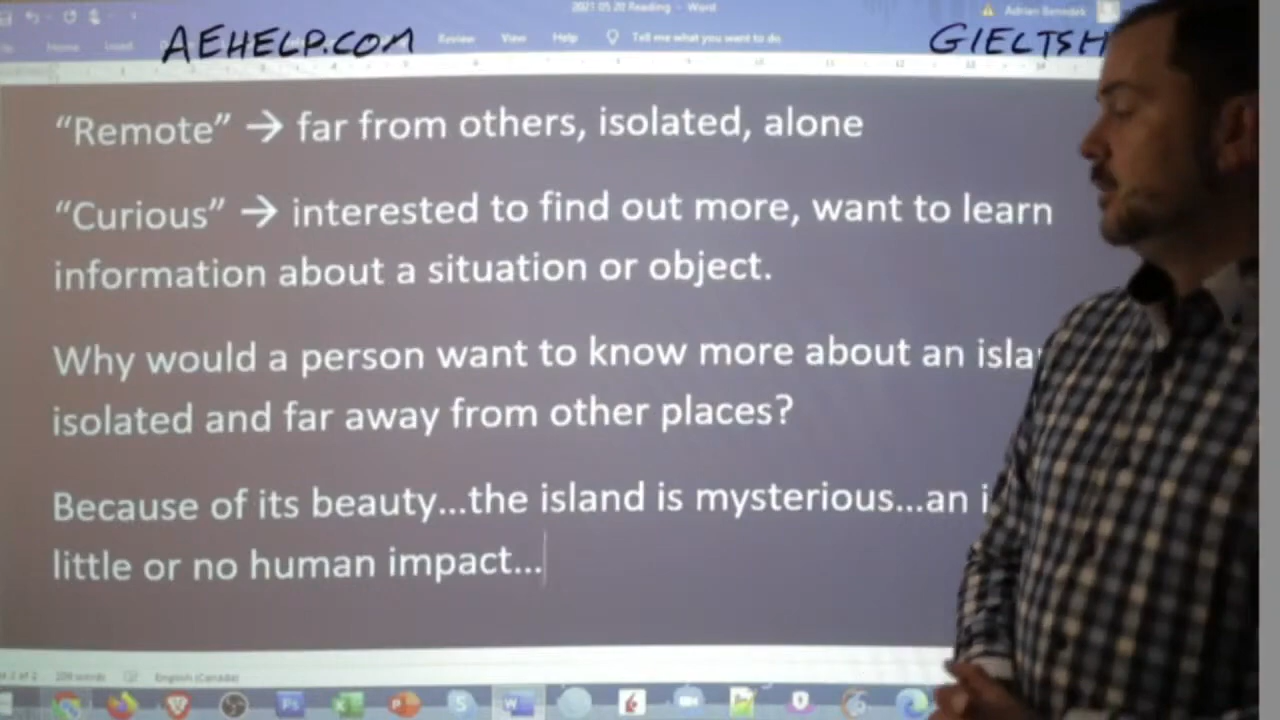 2021 05 20 Reading - Word
Adrian Benedek
AEHELP.COM
GIELTSH
Home
Review
View
Help
Tell me what you want to do
"Remote" → far from others, isolated, alone
"Curious" → interested to find out more, want to learn
information about a situation or object.
Why would a person want to know more about an isla
isolated and far away from other places?
Because of its beauty...the island is mysterious...an i
little or no human impact...
209 words
English (Canada)